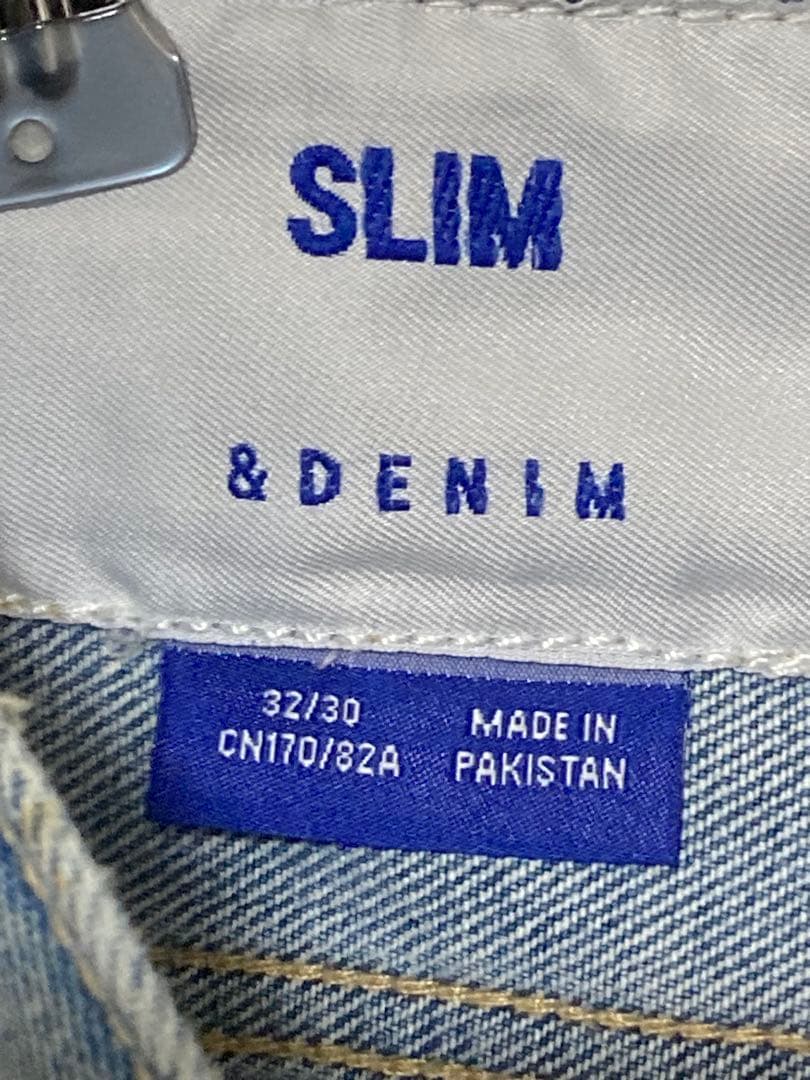 SLIM
&DENIM
32/30
CN170/82A
MADE IN
PAKISTAN